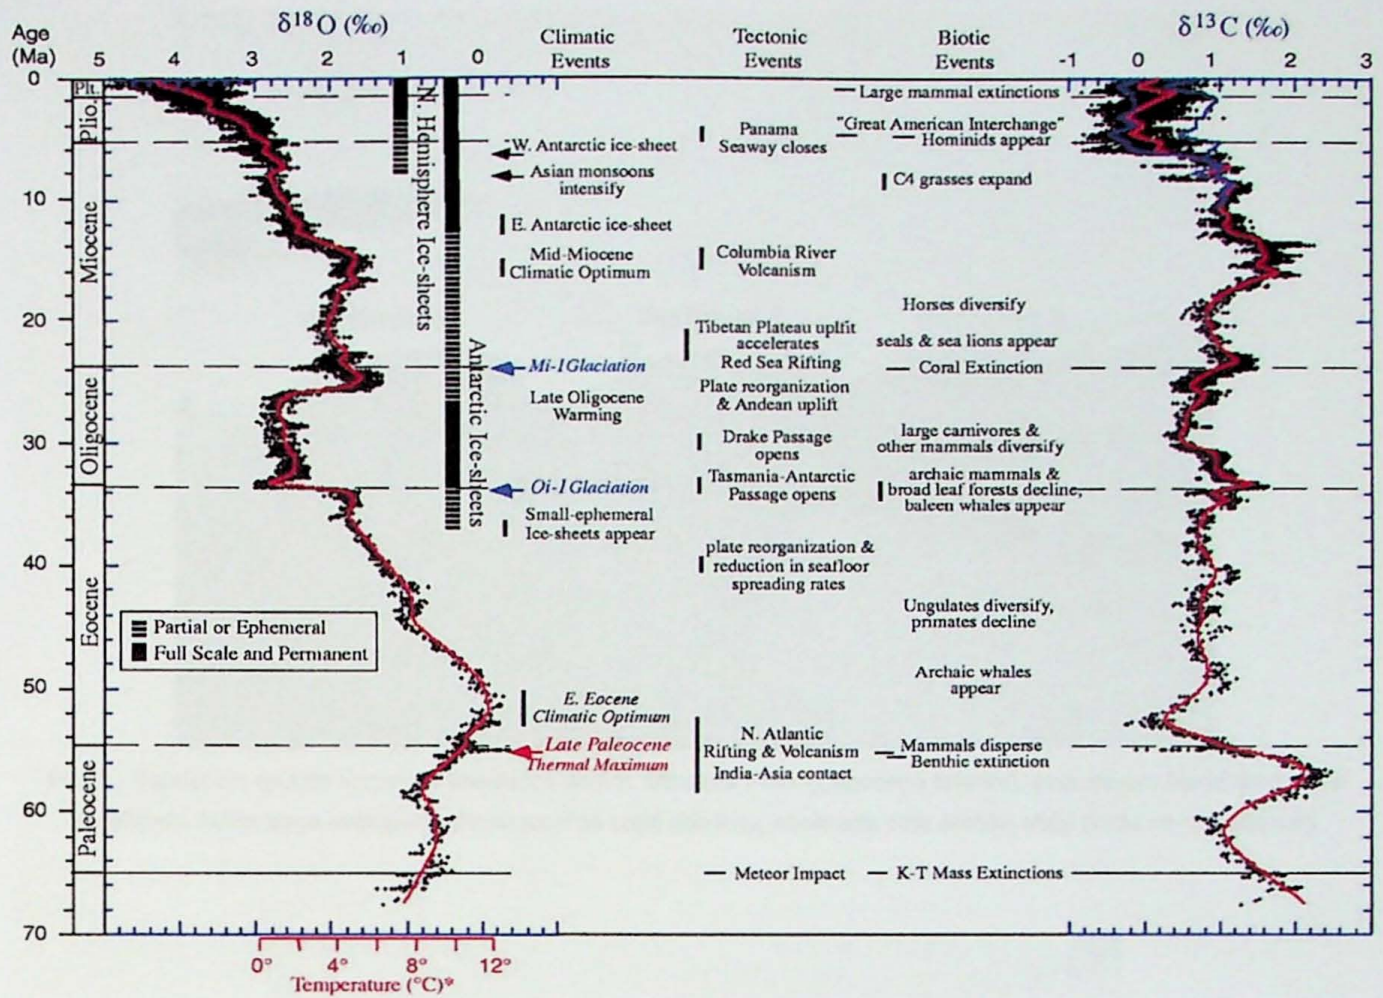 δ18O (‰)
δ13C (‰)
Age
(Ma)
5 4 3 2 1 0
Climatic
Events
Tectonic
Events
Biotic
Events
-1 0 1 2 3
0
10
20
30
40
50
60
70
Plt.
Plio.
Miocene
Oligocene
Eocene
Paleocene
N. Hemisphere Ice-sheets
Antarctic Ice-sheets
Partial or Ephemeral
Full Scale and Permanent
W. Antarctic ice-sheet
Asian monsoons
intensify
E. Antarctic ice-sheet
Mid-Miocene
Climatic Optimum
Mi-1Glaciation
Late Oligocene
Warming
Oi-1Glaciation
Small-ephemeral
Ice-sheets appear
E. Eocene
Climatic Optimum
Late Paleocene
Thermal Maximum
Panama
Seaway closes
Columbia River
Volcanism
Tibetan Plateau uplfit
accelerates
Red Sea Rifting
Plate reorganization
& Andean uplift
Drake Passage
opens
Tasmania-Antarctic
Passage opens
plate reorganization &
reduction in seafloor
spreading rates
N. Atlantic
Rifting & Volcanism
India-Asia contact
Meteor Impact
Large mammal extinctions
"Great American Interchange"
Hominids appear
C4 grasses expand
Horses diversify
seals & sea lions appear
Coral Extinction
large carnivores &
other mammals diversify
archaic mammals &
broad leaf forests decline,
baleen whales appear
Ungulates diversify,
primates decline
Archaic whales
appear
Mammals disperse
Benthic extinction
K-T Mass Extinctions
0° 4° 8° 12°
Temperature (°C)*